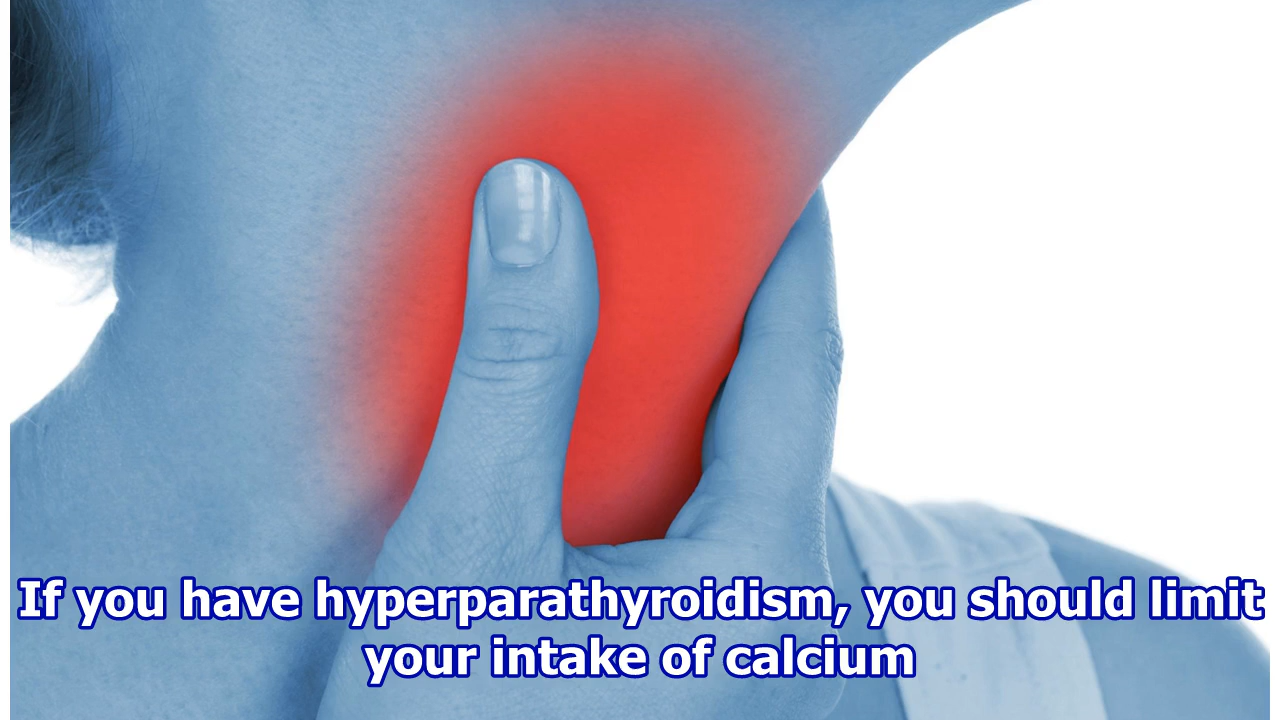 If you have hyperparathyroidism, you should limit
your intake of calcium